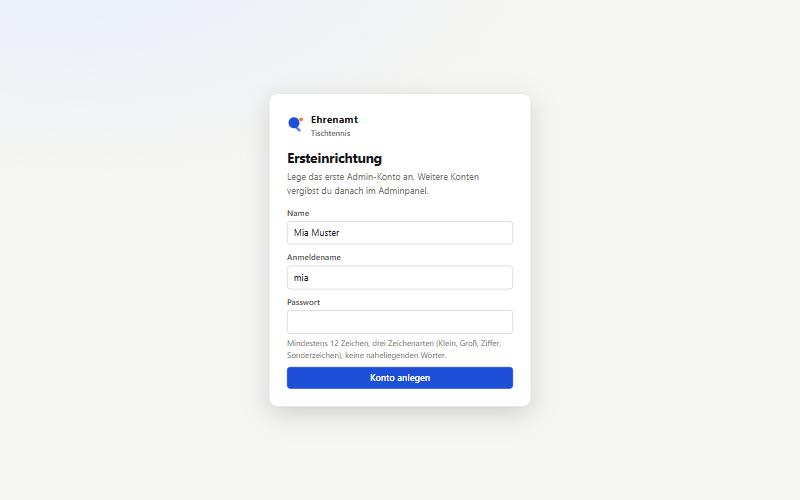 Ehrenamt
Tischtennis
Ersteinrichtung
Lege das erste Admin-Konto an. Weitere Konten
vergibst du danach im Adminpanel.
Name
Mia Muster
Anmeldename
mia
Passwort
Mindestens 12 Zeichen, drei Zeichenarten (Klein, Groß, Ziffer,
Sonderzeichen), keine naheliegenden Wörter.
Konto anlegen